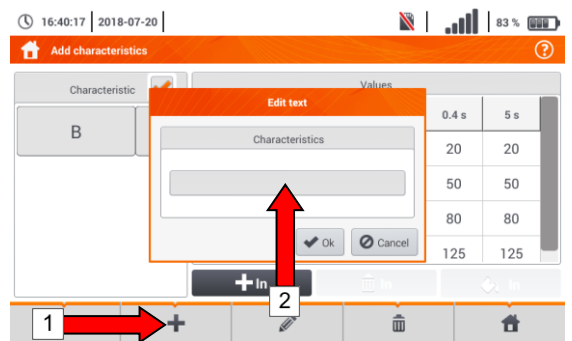 16:40:17 2018-07-20 83 %
Add characteristics ?
Characteristic Values
Edit text
0.4 s 5 s
B Characteristics
20 20
50 50
80 80
Ok Cancel
125 125
In In In
2
1